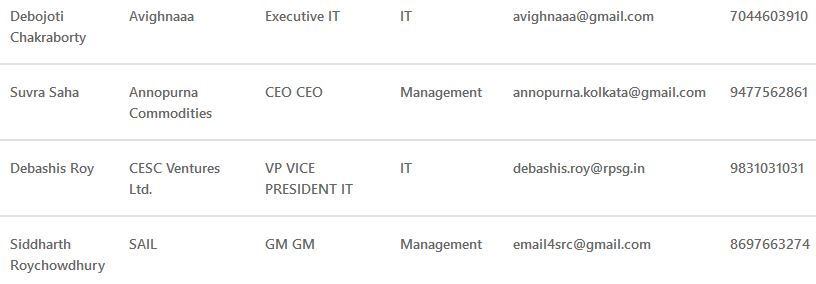 Debojoti Avighnaaa Executive IT IT avighnaaa@gmail.com 7044603910
Chakraborty
Suvra Saha Annopurna CEO CEO Management annopurna.kolkata@gmail.com 9477562861
Commodities
Debashis Roy CESC Ventures VP VICE IT debashis.roy@rpsg.in 9831031031
Ltd. PRESIDENT IT
Siddharth SAIL GM GM Management email4src@gmail.com 8697663274
Roychowdhury